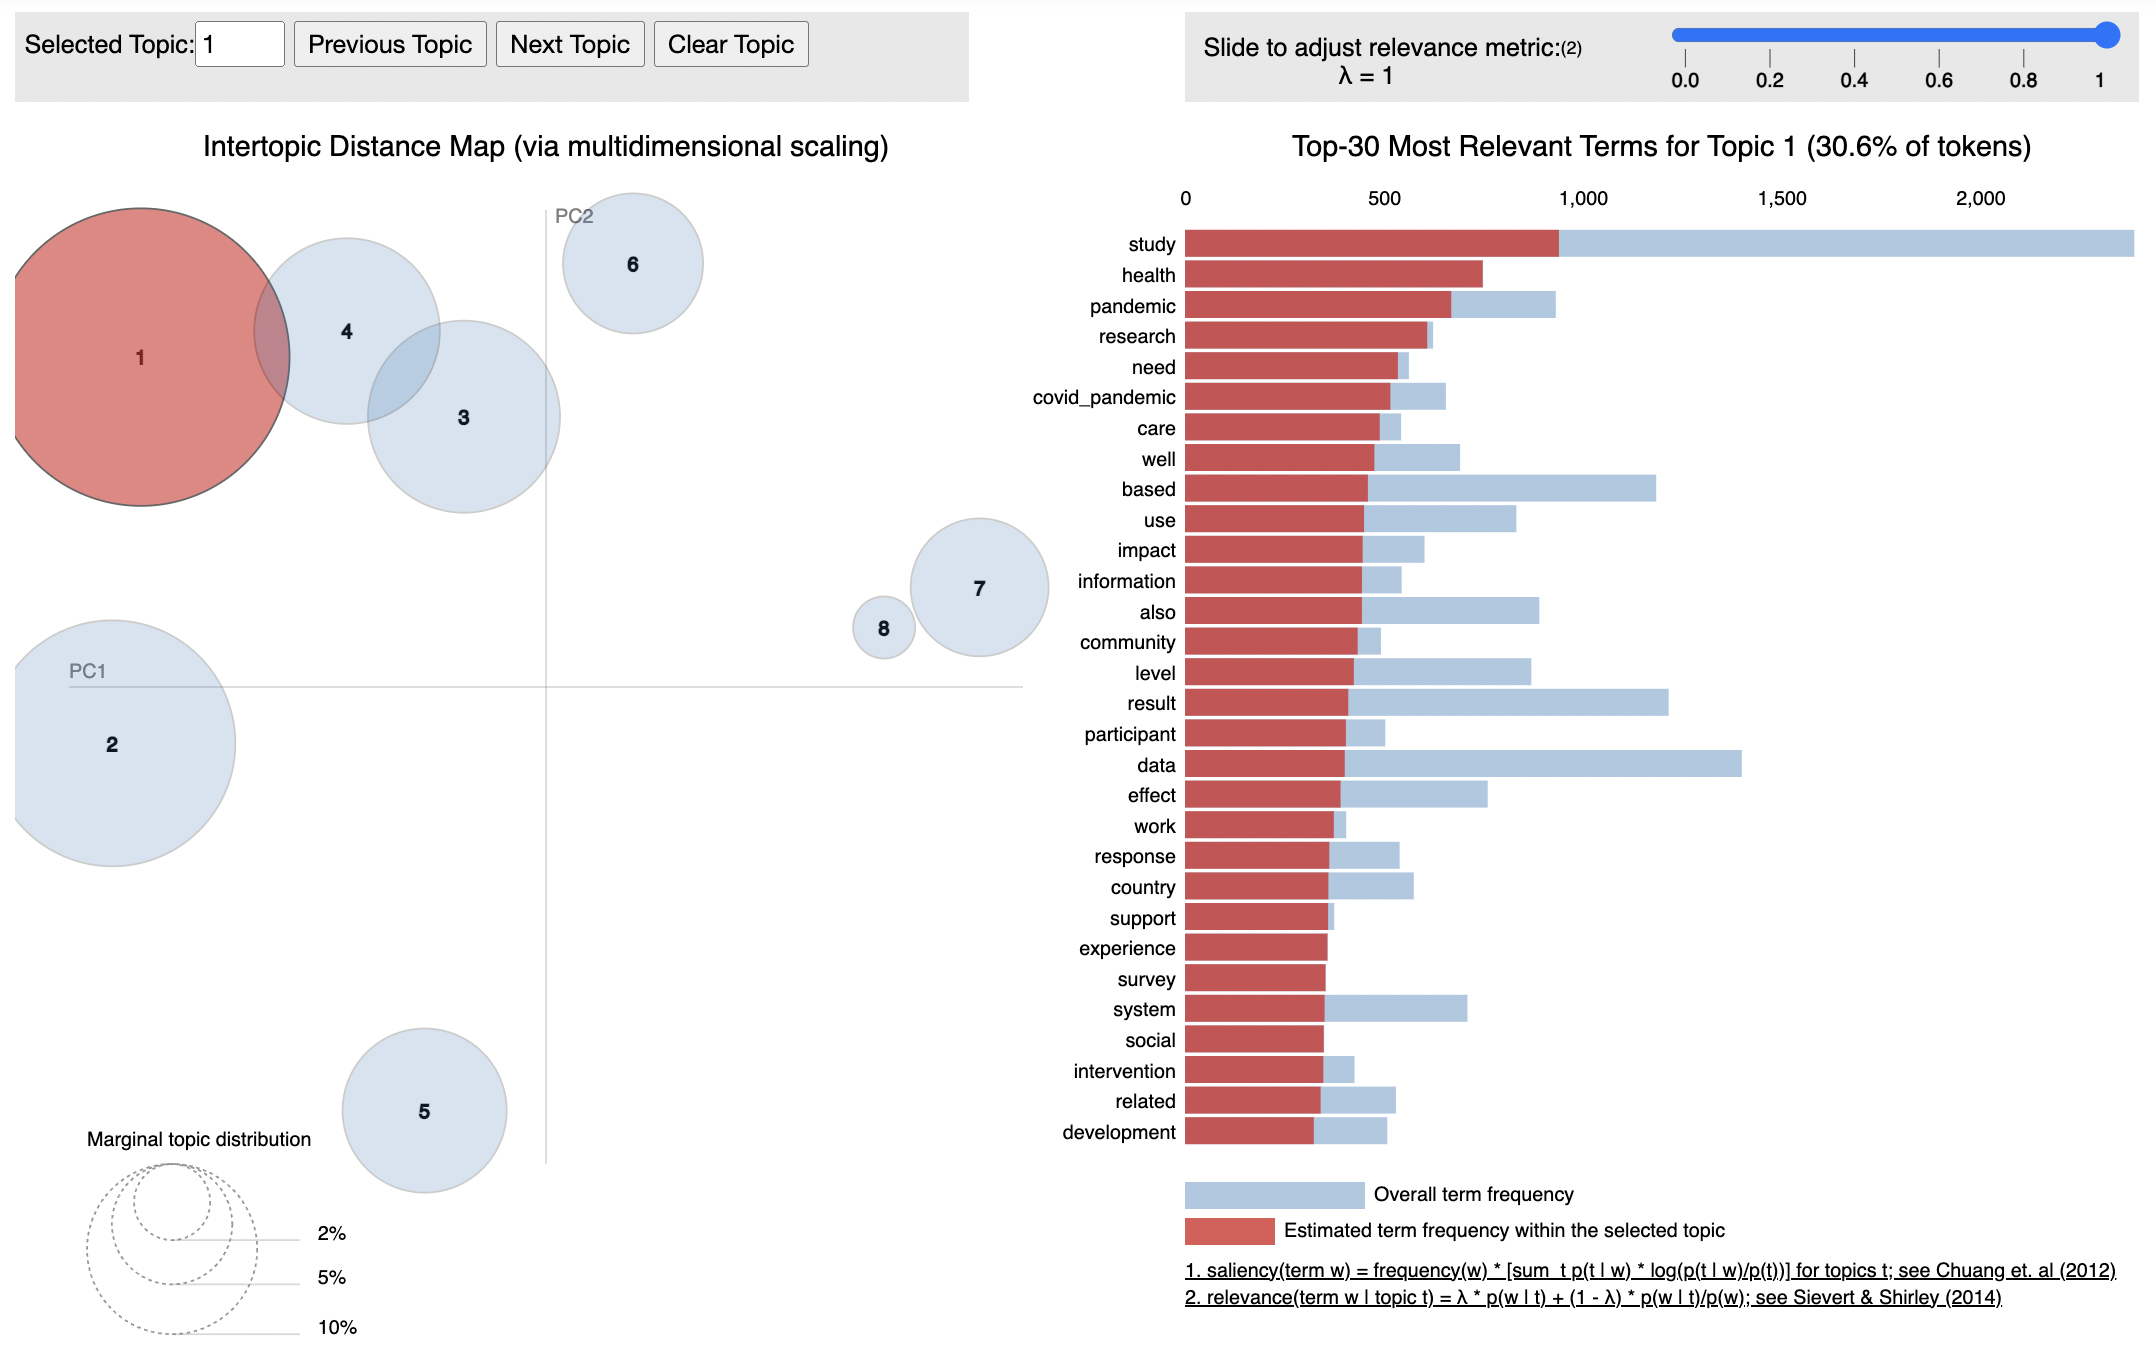 Selected Topic: 1 Previous Topic Next Topic Clear Topic
Slide to adjust relevance metric:(2)
λ = 1
0.0 0.2 0.4 0.6 0.8 1
Intertopic Distance Map (via multidimensional scaling)
PC2
6
4
1
3
7
8
PC1
2
5
Marginal topic distribution
2%
5%
10%
Top-30 Most Relevant Terms for Topic 1 (30.6% of tokens)
0 500 1,000 1,500 2,000
study
health
pandemic
research
need
covid_pandemic
care
well
based
use
impact
information
also
community
level
result
participant
data
effect
work
response
country
support
experience
survey
system
social
intervention
related
development
Overall term frequency
Estimated term frequency within the selected topic
1. saliency(term w) = frequency(w) * [sum_t p(t | w) * log(p(t | w)/p(t))] for topics t; see Chuang et. al (2012)
2. relevance(term w | topic t) = λ * p(w | t) + (1 - λ) * p(w | t)/p(w); see Sievert & Shirley (2014)